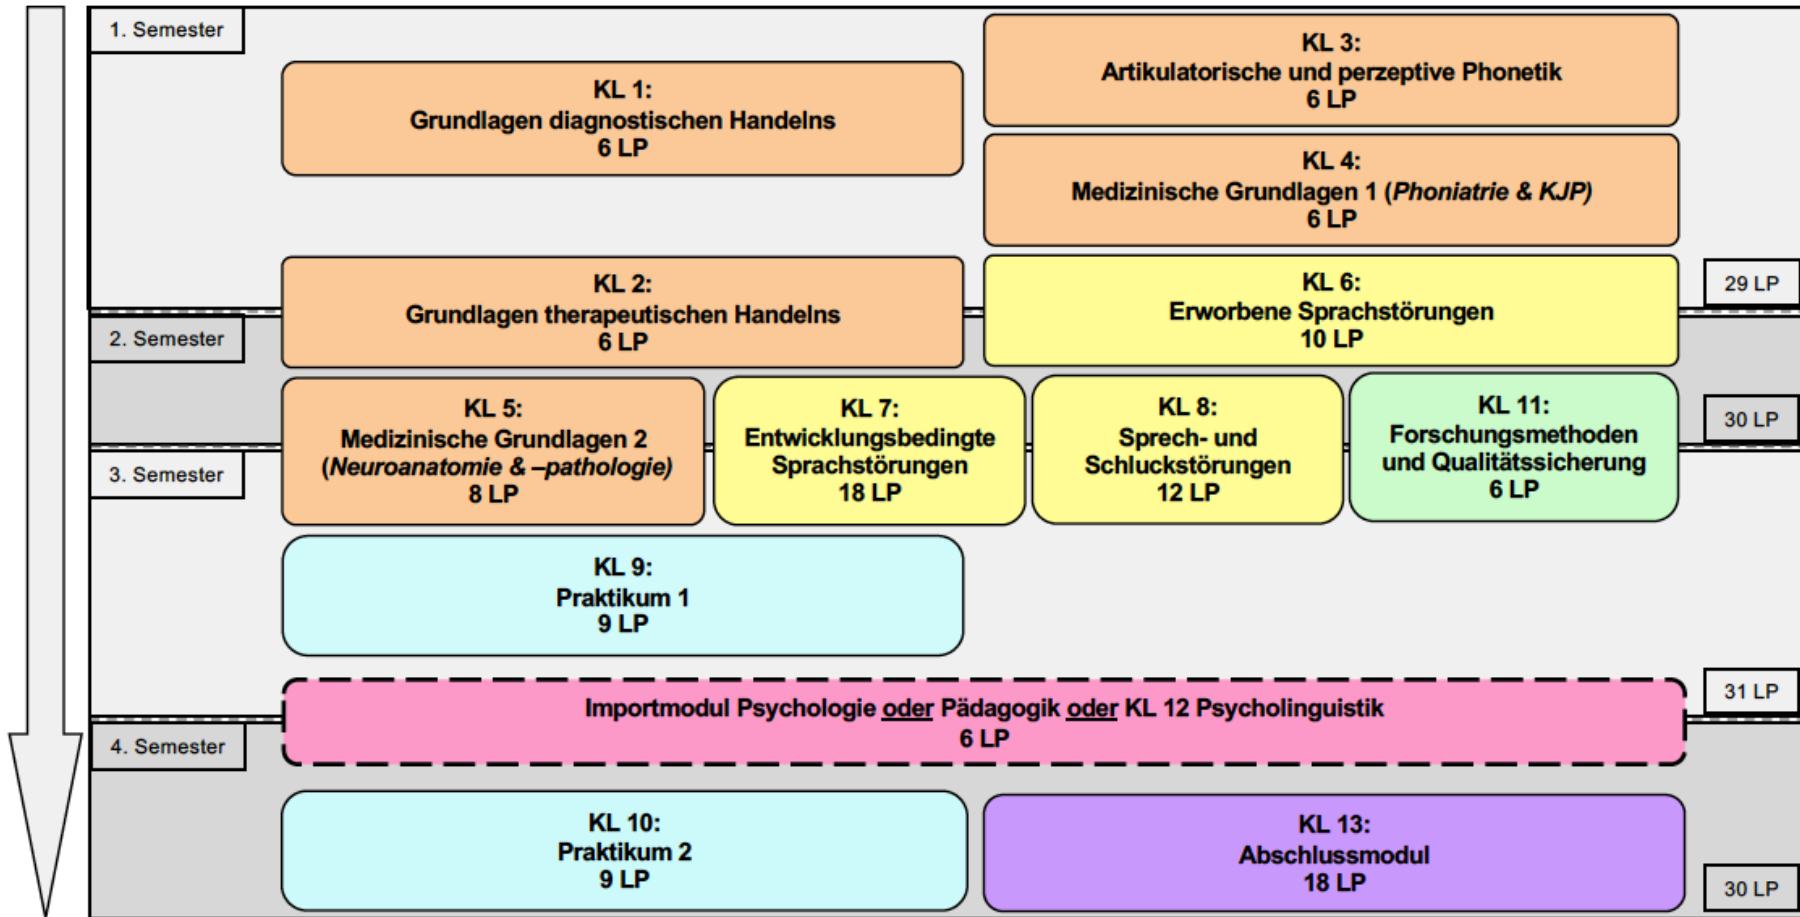 1. Semester
KL 3:
Artikulatorische und perzeptive Phonetik
6 LP
KL 1:
Grundlagen diagnostischen Handelns
6 LP
KL 4:
Medizinische Grundlagen 1 (Phoniatrie & KJP)
6 LP
KL 2:
Grundlagen therapeutischen Handelns
6 LP
KL 6:
Erworbene Sprachstörungen
10 LP
29 LP
2. Semester
KL 5:
Medizinische Grundlagen 2
(Neuroanatomie & –pathologie)
8 LP
KL 7:
Entwicklungsbedingte
Sprachstörungen
18 LP
KL 8:
Sprech- und
Schluckstörungen
12 LP
KL 11:
Forschungsmethoden
und Qualitätssicherung
6 LP
30 LP
3. Semester
KL 9:
Praktikum 1
9 LP
31 LP
Importmodul Psychologie oder Pädagogik oder KL 12 Psycholinguistik
6 LP
4. Semester
KL 10:
Praktikum 2
9 LP
KL 13:
Abschlussmodul
18 LP
30 LP